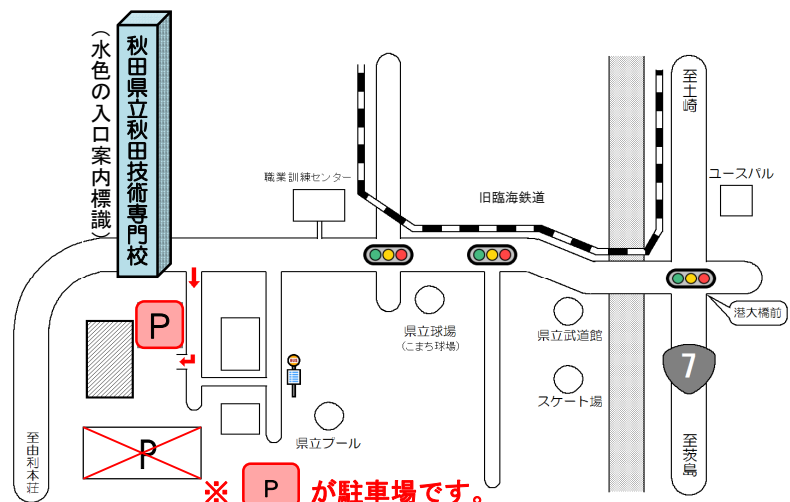 秋田県立秋田技術専門校
(水色の入口案内標識)
至土崎
職業訓練センター
旧臨海鉄道
ユースパル
港大橋前
P
県立球場
(こまち球場)
県立武道館
7
スケート場
BUS
県立プール
P
至由利本荘
至茨島
※ P が駐車場です。